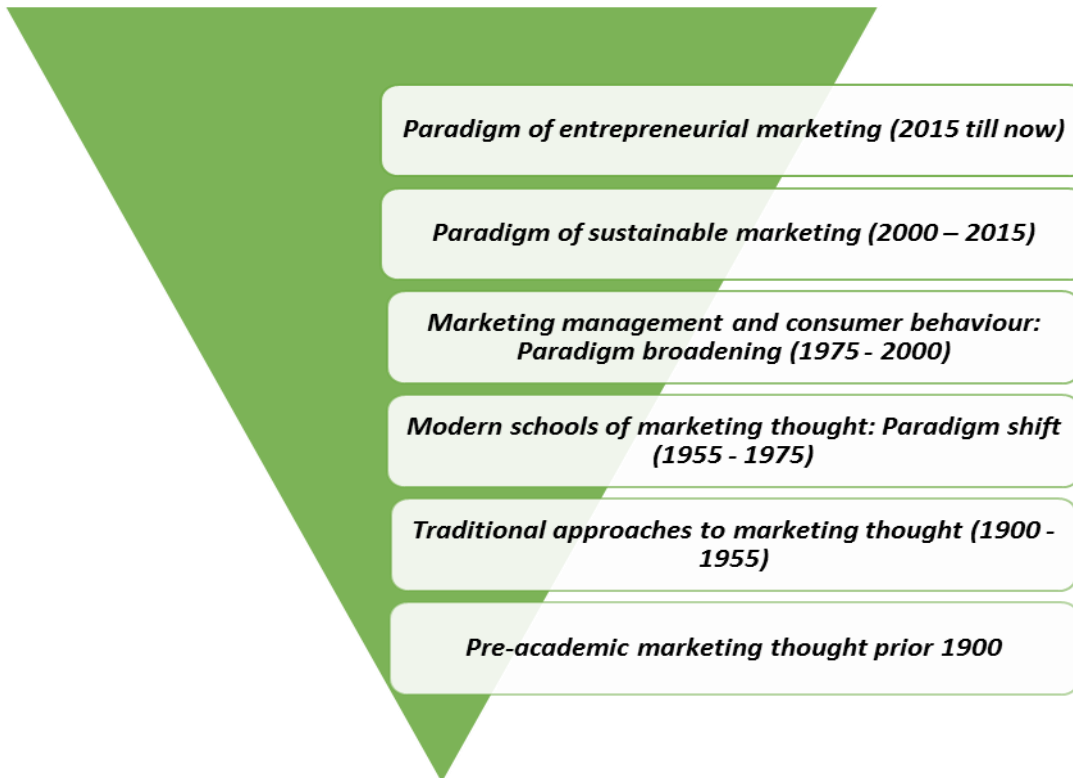 Paradigm of entrepreneurial marketing (2015 till now)
Paradigm of sustainable marketing (2000 – 2015)
Marketing management and consumer behaviour:
Paradigm broadening (1975 - 2000)
Modern schools of marketing thought: Paradigm shift
(1955 - 1975)
Traditional approaches to marketing thought (1900 -
1955)
Pre-academic marketing thought prior 1900